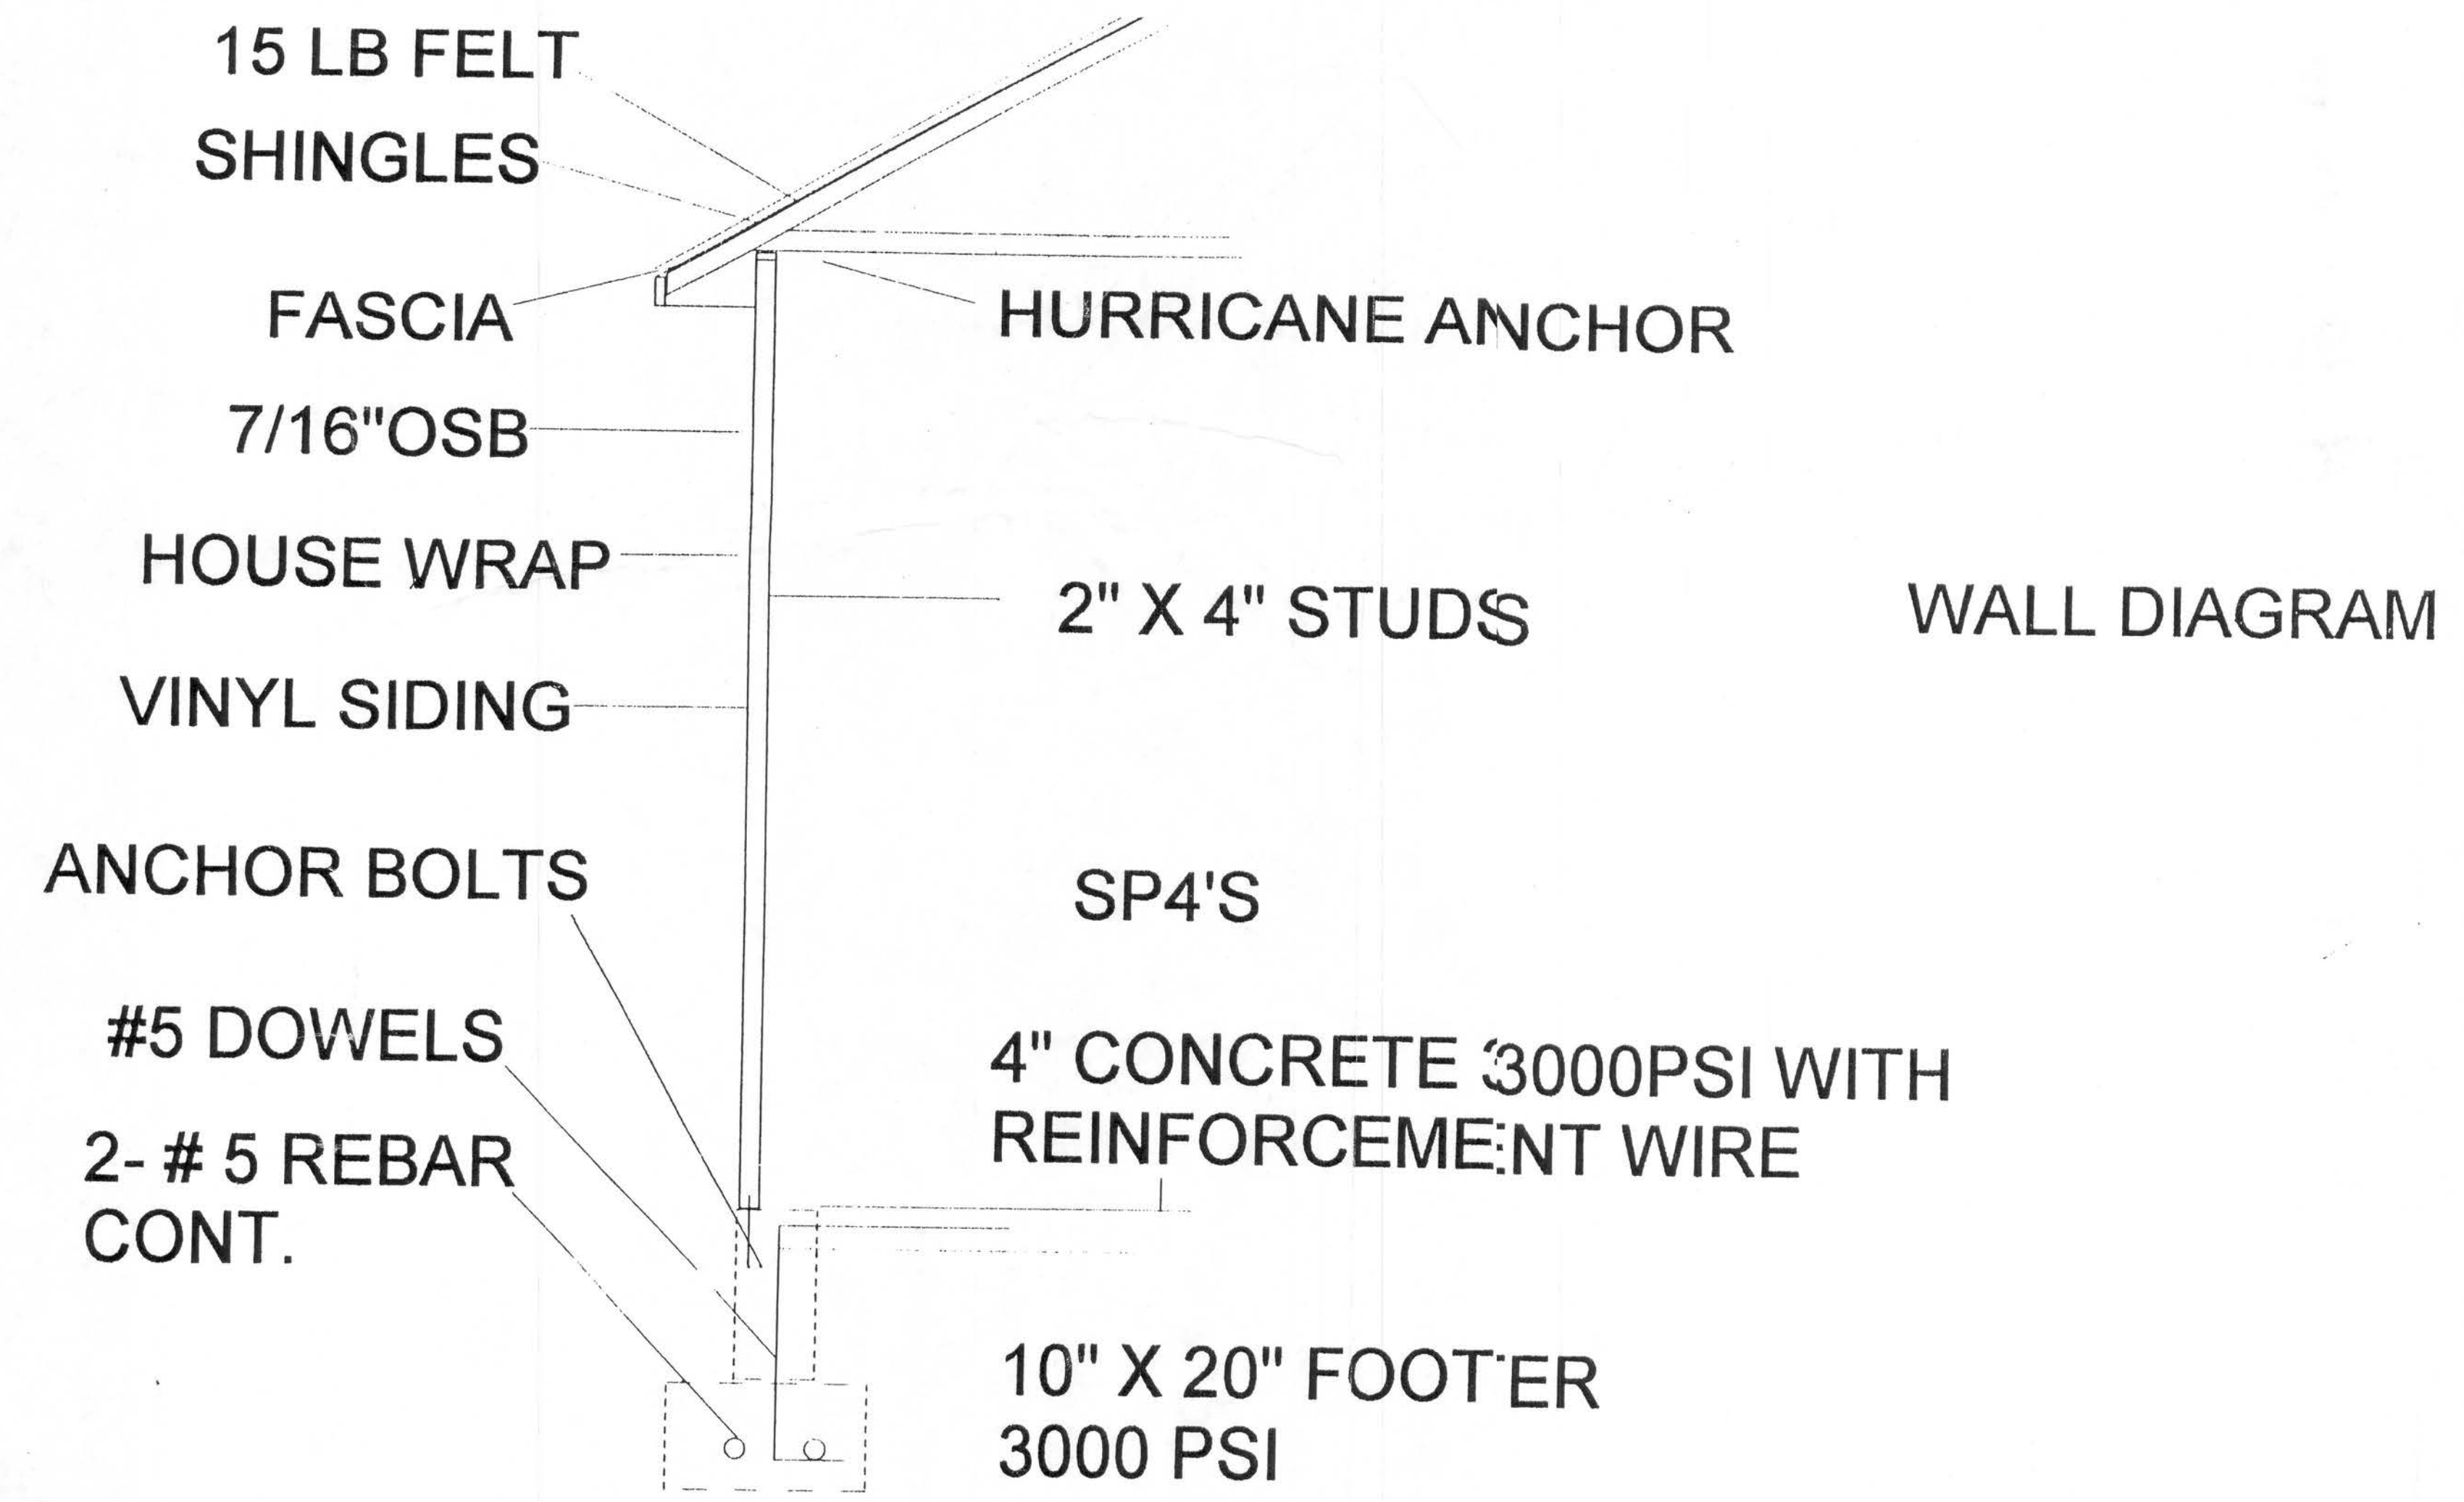 15 LB FELT
SHINGLES
FASCIA
HURRICANE ANCHOR
7/16"OSB
HOUSE WRAP
2" X 4" STUDS
WALL DIAGRAM
VINYL SIDING
ANCHOR BOLTS
SP4'S
#5 DOWELS
4" CONCRETE 3000PSI WITH
REINFORCEMENT WIRE
2- # 5 REBAR
CONT.
10" X 20" FOOTER
3000 PSI